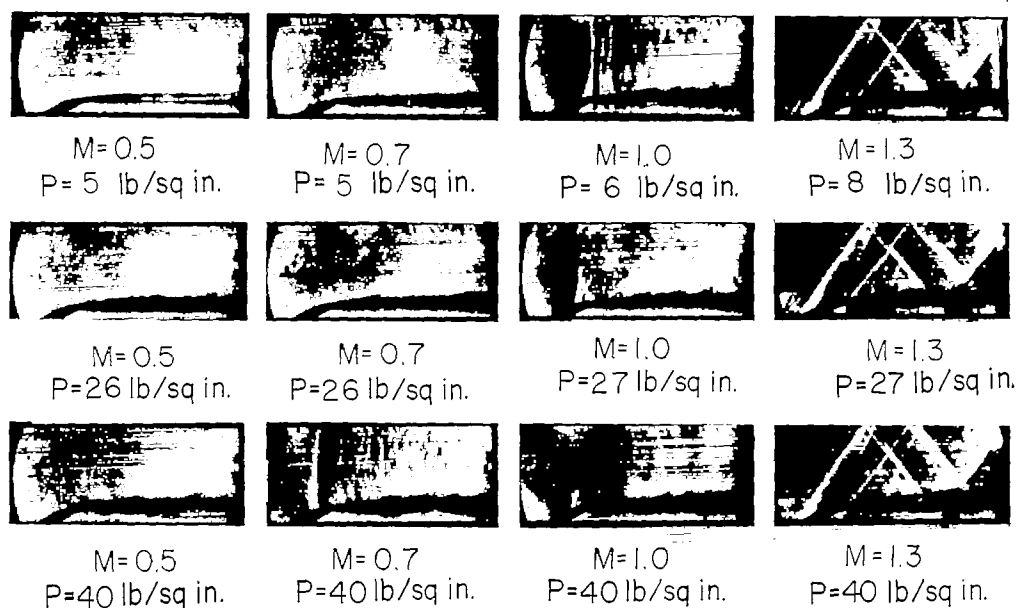 M=0.5
P= 5 lb/sq in.
M=0.7
P= 5 lb/sq in.
M=1.0
P= 6 lb/sq in.
M=1.3
P= 8 lb/sq in.
M=0.5
P=26 lb/sq in.
M=0.7
P=26 lb/sq in.
M=1.0
P=27 lb/sq in.
M=1.3
P=27 lb/sq in.
M=0.5
P=40 lb/sq in.
M=0.7
P=40 lb/sq in.
M=1.0
P=40 lb/sq in.
M=1.3
P=40 lb/sq in.